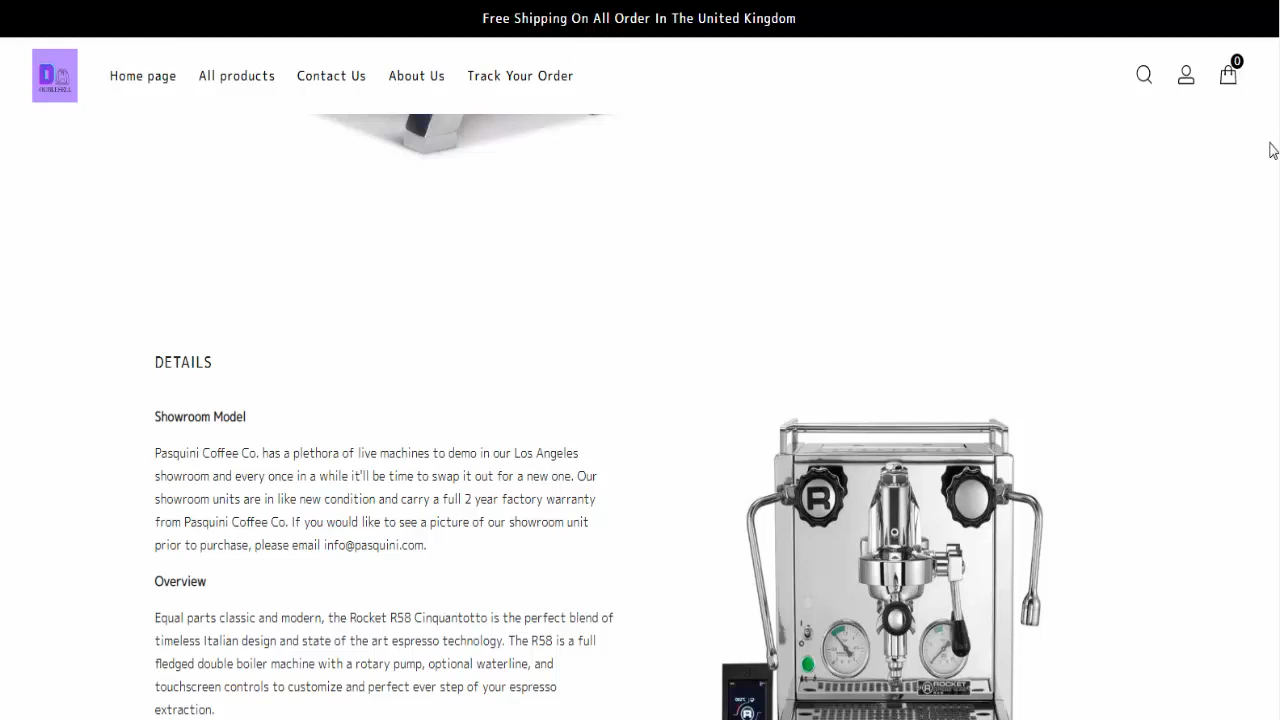 Free Shipping On All Order In The United Kingdom
Home page
All products
Contact Us
About Us
Track Your Order
0
DETAILS
Showroom Model
Pasquini Coffee Co. has a plethora of live machines to demo in our Los Angeles
showroom and every once in a while it'll be time to swap it out for a new one. Our
showroom units are in like new condition and carry a full 2 year factory warranty
from Pasquini Coffee Co. If you would like to see a picture of our showroom unit
prior to purchase, please email info@pasquini.com.
Overview
Equal parts classic and modern, the Rocket R58 Cinquantotto is the perfect blend of
timeless Italian design and state of the art espresso technology. The R58 is a full
fledged double boiler machine with a rotary pump, optional waterline, and
touchscreen controls to customize and perfect ever step of your espresso
extraction.
R
ROCKET